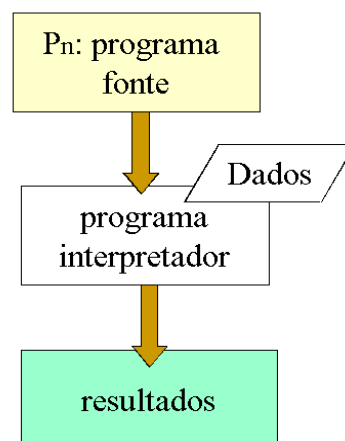 Pn: programa
fonte
Dados
programa
interpretador
resultados